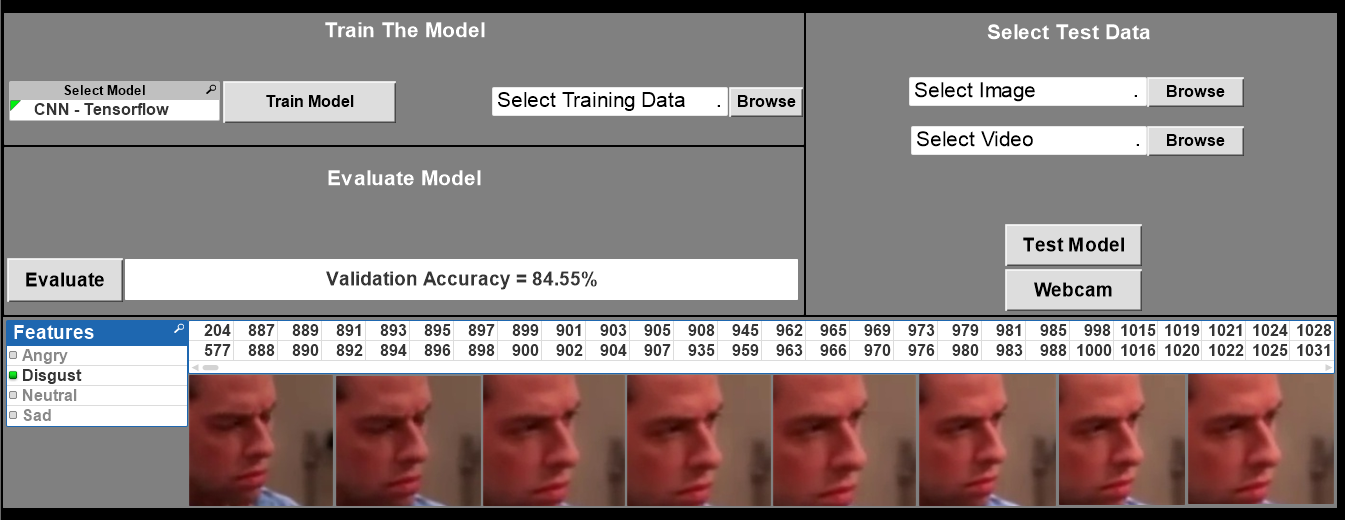 Train The Model
Select Model
CNN - Tensorflow
Train Model
Select Training Data .
Browse
Select Test Data
Select Image .
Browse
Select Video .
Browse
Test Model
Webcam
Evaluate Model
Evaluate
Validation Accuracy = 84.55%
Features
Angry
Disgust
Neutral
Sad
204 887 889 891 893 895 897 899 901 903 905 908 945 962 965 969 973 979 981 985 998 1015 1019 1021 1024 1028
577 888 890 892 894 896 898 900 902 904 907 935 959 963 966 970 976 980 983 988 1000 1016 1020 1022 1025 1031